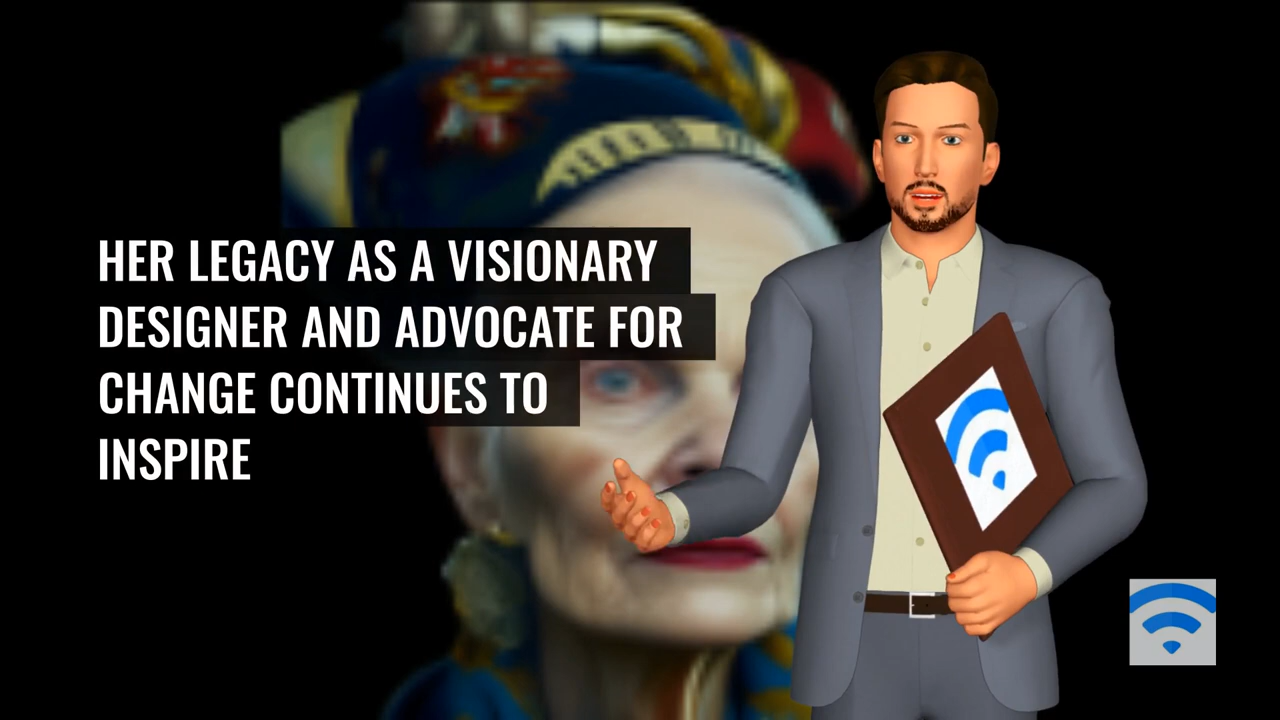 HER LEGACY AS A VISIONARY
DESIGNER AND ADVOCATE FOR
CHANGE CONTINUES TO
INSPIRE